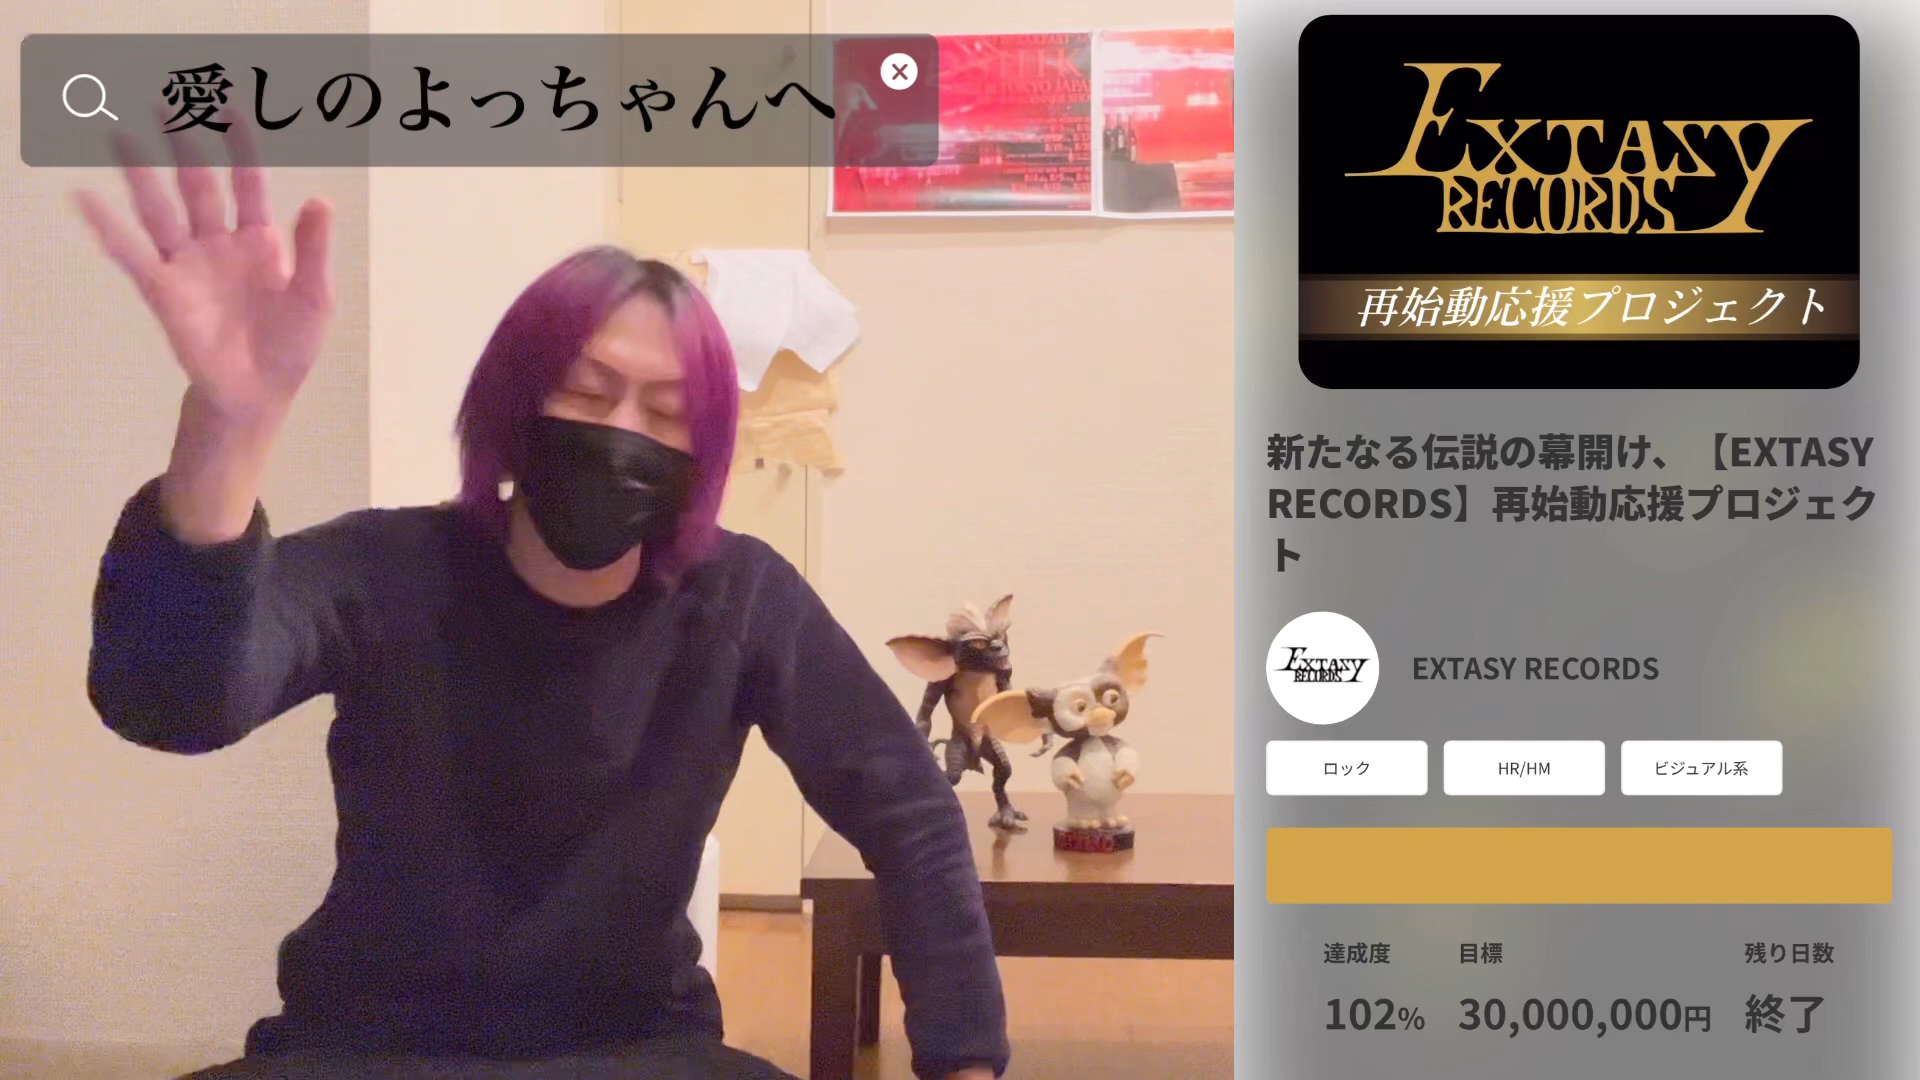 愛しのよっちゃんへ
TOKYO JAPA
EXTASY
RECORDS
再始動応援プロジェクト
新たなる伝説の幕開け、【EXTASY
RECORDS】再始動応援プロジェク
ト
EXTASY
RECORDS
EXTASY RECORDS
ロック
HR/HM
ビジュアル系
達成度
目標
残り日数
102%
30,000,000円
終了